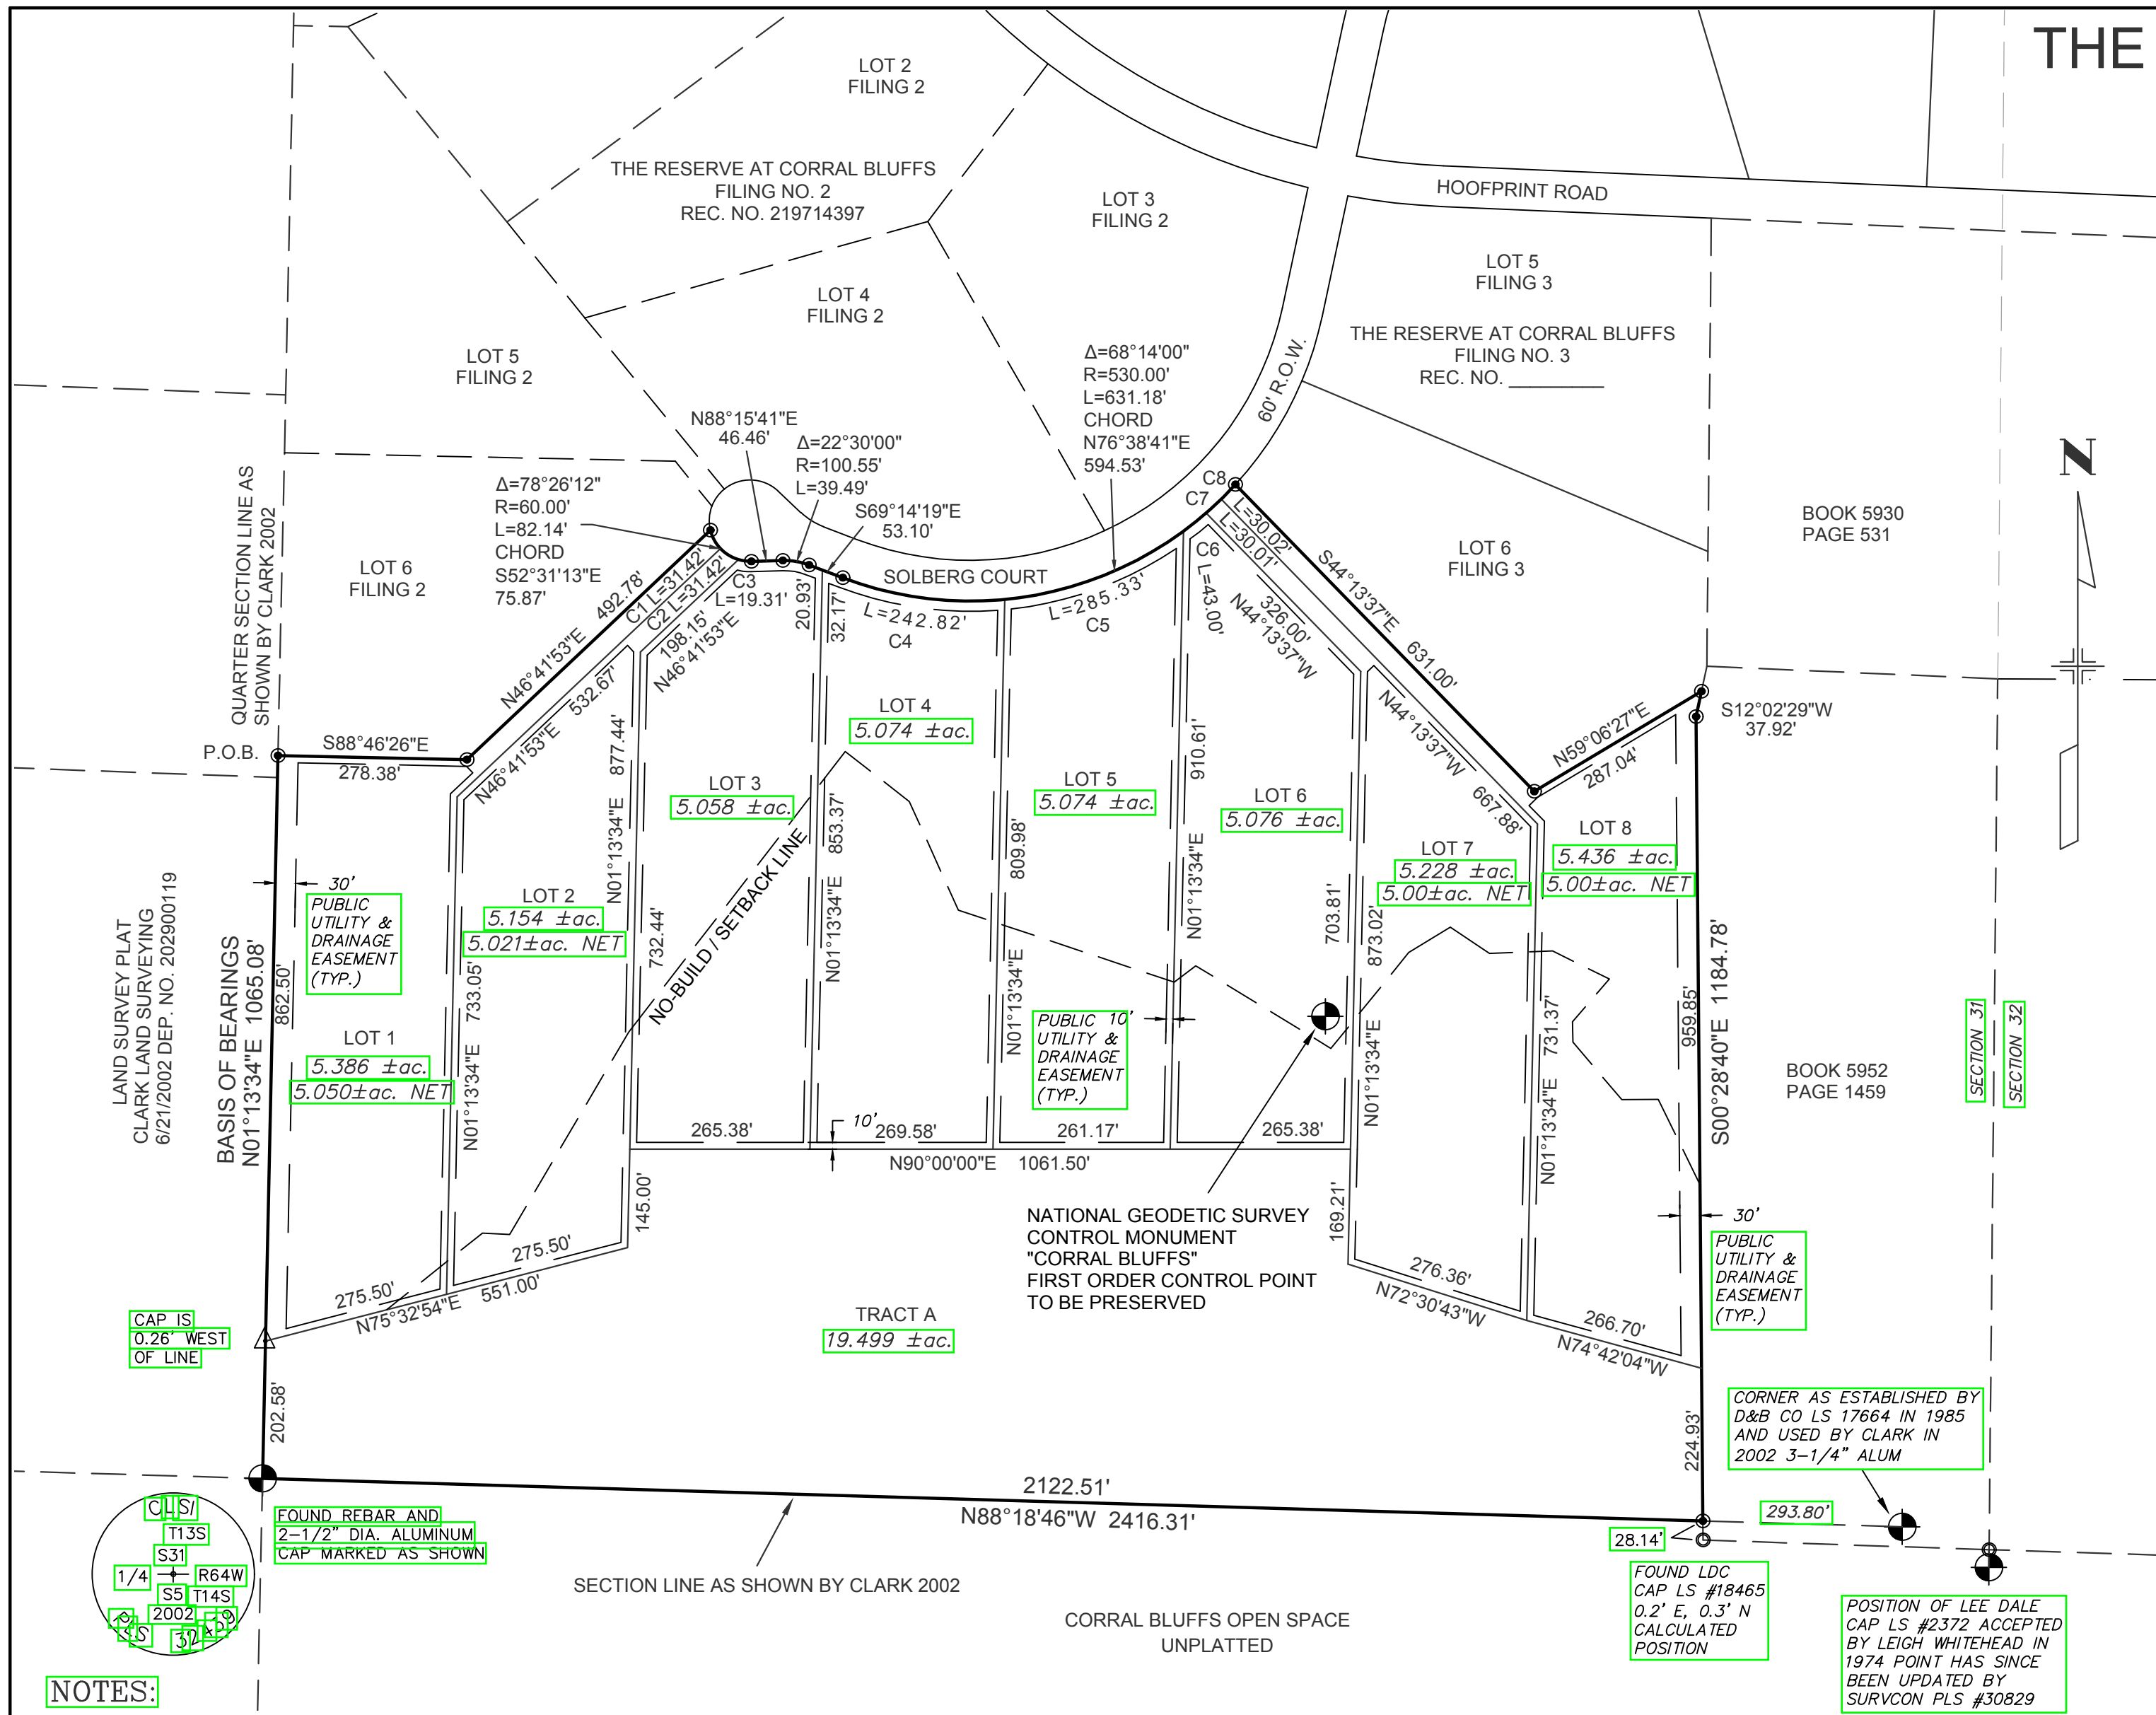 THE
LOT 2
FILING 2
THE RESERVE AT CORRAL BLUFFS
FILING NO. 2
REC. NO. 219714397
LOT 3
FILING 2
HOOFPRINT ROAD
LOT 5
FILING 3
LOT 4
FILING 2
THE RESERVE AT CORRAL BLUFFS
FILING NO. 3
REC. NO. _________
LOT 5
FILING 2
60' R.O.W.
Δ=68°14'00"
R=530.00'
L=631.18'
CHORD
N76°38'41"E
594.53'
N88°15'41"E
46.46'
Δ=22°30'00"
R=100.55'
L=39.49'
S69°14'19"E
53.10'
Δ=78°26'12"
R=60.00'
L=82.14'
CHORD
S52°31'13"E
75.87'
QUARTER SECTION LINE AS
SHOWN BY CLARK 2002
LOT 6
FILING 2
N
BOOK 5930
PAGE 531
LOT 6
FILING 3
C8
C7
C6 L=43.00'
L=30.02'
L=30.01'
S44°13'37"E 631.00'
326.00'
N44°13'37"W
SOLBERG COURT
N46°41'53"E 492.78'
C1 L=31.42'
C2 L=31.42'
198.15'
N46°41'53"E
C3
L=19.31'
20.93'
32.17'
L=242.82'
C4
L=285.33'
C5
N46°41'53"E 532.67'
N44°13'37"W 667.88'
N59°06'27"E
287.04'
S12°02'29"W
37.92'
P.O.B.
S88°46'26"E
278.38'
LOT 4
5.074 ±ac.
LOT 3
5.058 ±ac.
LOT 5
5.074 ±ac.
LOT 6
5.076 ±ac.
LOT 7
5.228 ±ac.
5.00±ac. NET
LOT 8
5.436 ±ac.
5.00±ac. NET
LOT 2
5.154 ±ac.
5.021±ac. NET
LOT 1
5.386 ±ac.
5.050±ac. NET
30'
PUBLIC
UTILITY &
DRAINAGE
EASEMENT
(TYP.)
LAND SURVEY PLAT
CLARK LAND SURVEYING
6/21/2002 DEP. NO. 202900119
BASIS OF BEARINGS
N01°13'34"E 1065.08'
862.50'
N01°13'34"E 733.05'
N01°13'34"E 877.44'
732.44'
NO-BUILD / SETBACK LINE
N01°13'34"E 853.37'
N01°13'34"E 809.98'
N01°13'34"E 910.61'
703.81'
N01°13'34"E 873.02'
N01°13'34"E 731.37'
959.85'
S00°28'40"E 1184.78'
PUBLIC 10'
UTILITY &
DRAINAGE
EASEMENT
(TYP.)
SECTION 31
SECTION 32
BOOK 5952
PAGE 1459
265.38'
10'
269.58'
261.17'
265.38'
N90°00'00"E 1061.50'
145.00'
169.21'
NATIONAL GEODETIC SURVEY
CONTROL MONUMENT
"CORRAL BLUFFS"
FIRST ORDER CONTROL POINT
TO BE PRESERVED
30'
PUBLIC
UTILITY &
DRAINAGE
EASEMENT
(TYP.)
275.50'
275.50'
N75°32'54"E 551.00'
276.36'
N72°30'43"W
266.70'
N74°42'04"W
CAP IS
0.26' WEST
OF LINE
TRACT A
19.499 ±ac.
202.58'
224.93'
CORNER AS ESTABLISHED BY
D&B CO LS 17664 IN 1985
AND USED BY CLARK IN
2002 3-1/4" ALUM
2122.51'
N88°18'46"W 2416.31'
293.80'
28.14'
FOUND REBAR AND
2-1/2" DIA. ALUMINUM
CAP MARKED AS SHOWN
CLSI
T13S
S31
1/4
R64W
S5
T14S
2002
PLS
32439
SECTION LINE AS SHOWN BY CLARK 2002
CORRAL BLUFFS OPEN SPACE
UNPLATTED
FOUND LDC
CAP LS #18465
0.2' E, 0.3' N
CALCULATED
POSITION
POSITION OF LEE DALE
CAP LS #2372 ACCEPTED
BY LEIGH WHITEHEAD IN
1974 POINT HAS SINCE
BEEN UPDATED BY
SURVCON PLS #30829
NOTES: